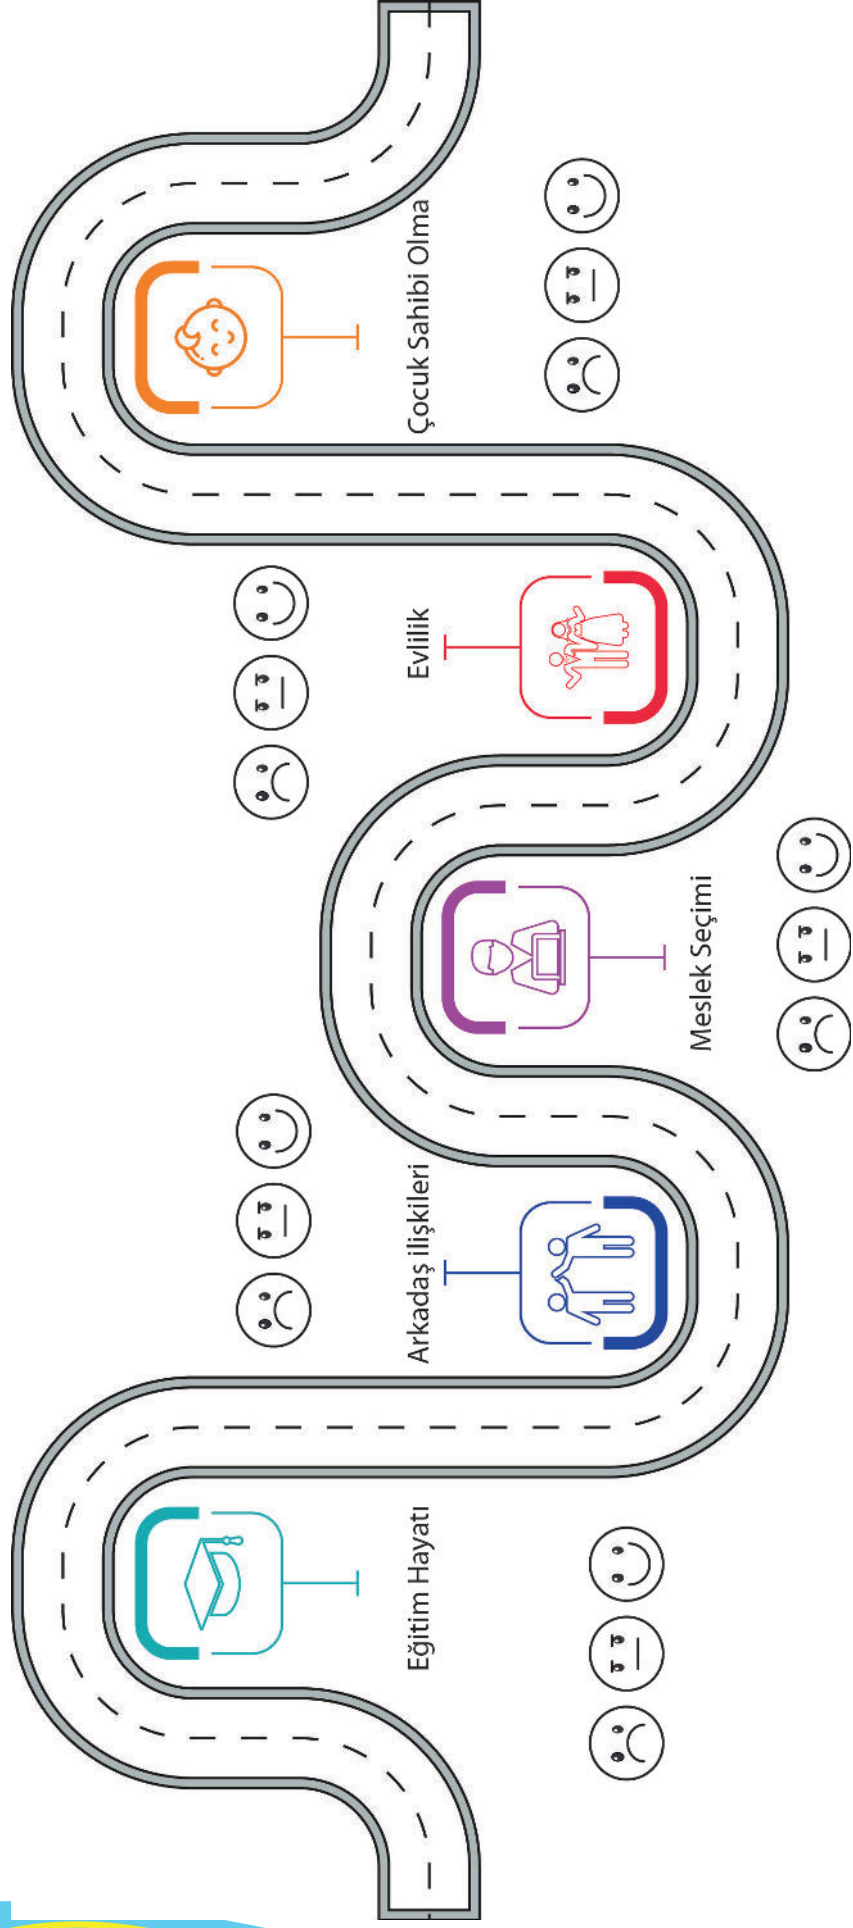 Eğitim Hayatı
Arkadaş ilişkileri
Meslek Seçimi
Evlilik
Çocuk Sahibi Olma